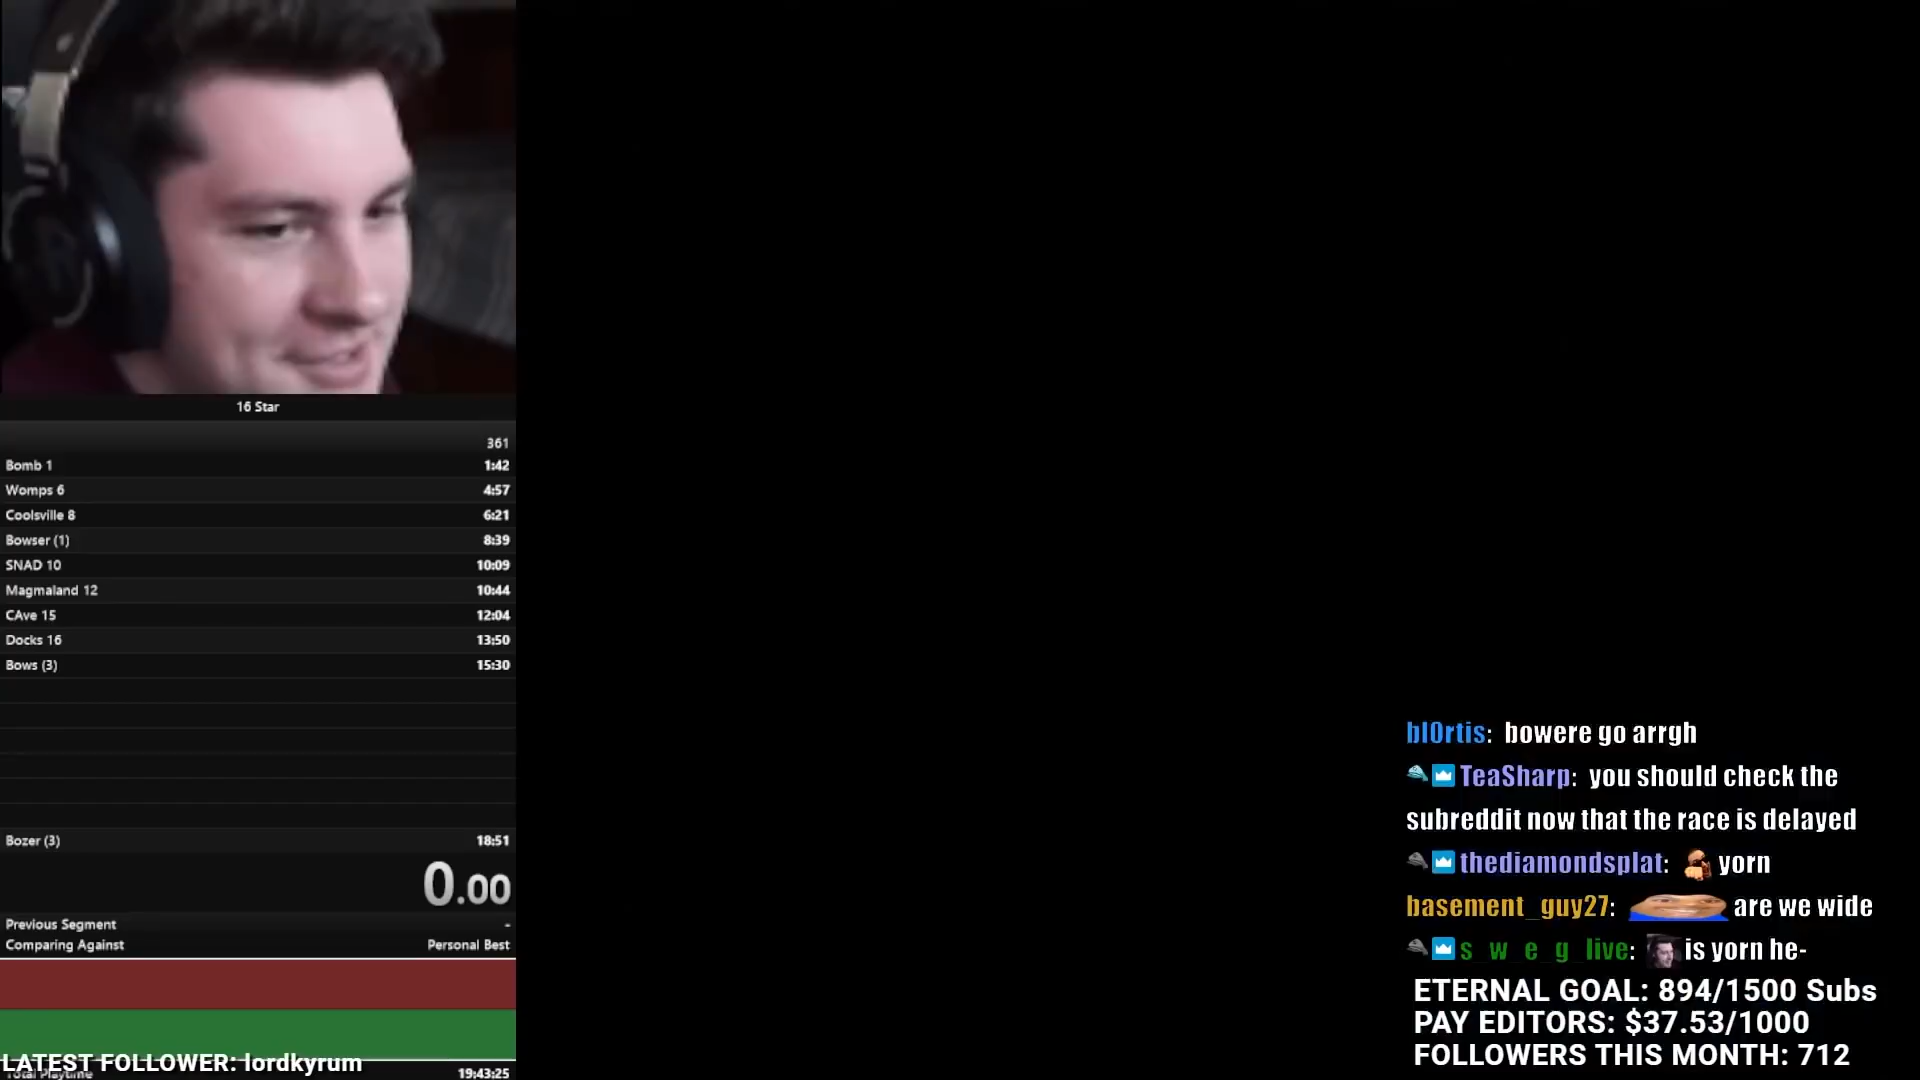 16 Star
361
Bomb 1 1:42
Womps 6 4:57
Coolsville 8 6:21
Bowser (1) 8:39
SNAD 10 10:09
Magmaland 12 10:44
CAve 15 12:04
Docks 16 13:50
Bows (3) 15:30
Bozer (3) 18:51
0.00
Previous Segment -
Comparing Against Personal Best
LATEST FOLLOWER: lordkyrum
Total Playtime 19:43:25
bl0rtis: bowere go arrgh
TeaSharp: you should check the
subreddit now that the race is delayed
thediamondsplat: yorn
basement_guy27: are we wide
s_w_e_g_live: is yorn he-
ETERNAL GOAL: 894/1500 Subs
PAY EDITORS: $37.53/1000
FOLLOWERS THIS MONTH: 712